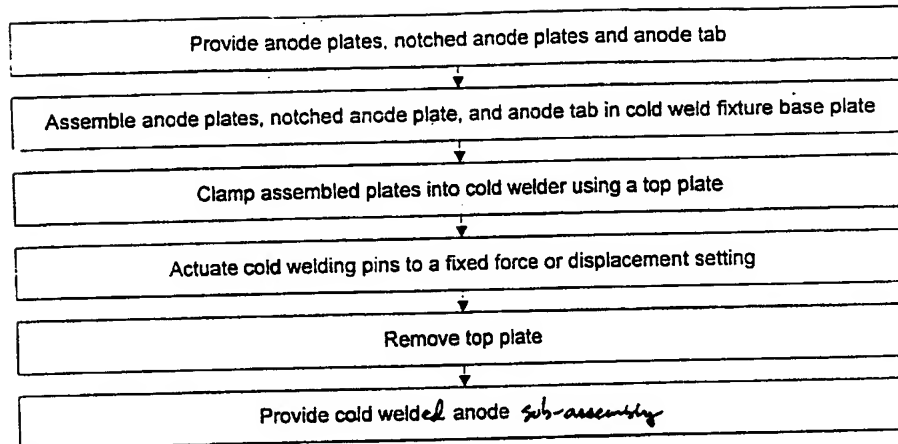 Provide anode plates, notched anode plates and anode tab
Assemble anode plates, notched anode plate, and anode tab in cold weld fixture base plate
Clamp assembled plates into cold welder using a top plate
Actuate cold welding pins to a fixed force or displacement setting
Remove top plate
Provide cold welded anode sub-assembly